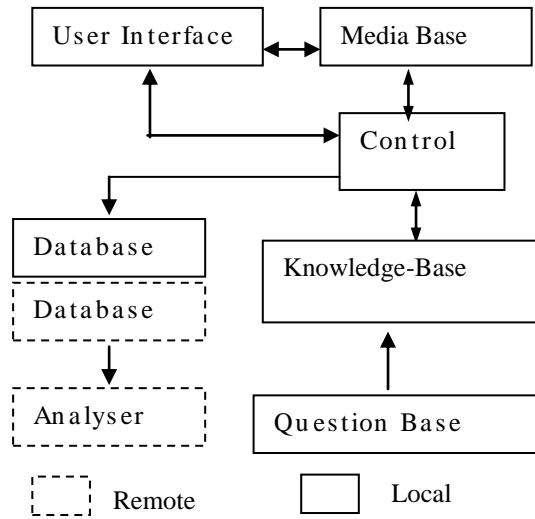 User Interface
Media Base
Control
Database
Knowledge-Base
Database
Analyser
Question Base
Remote
Local